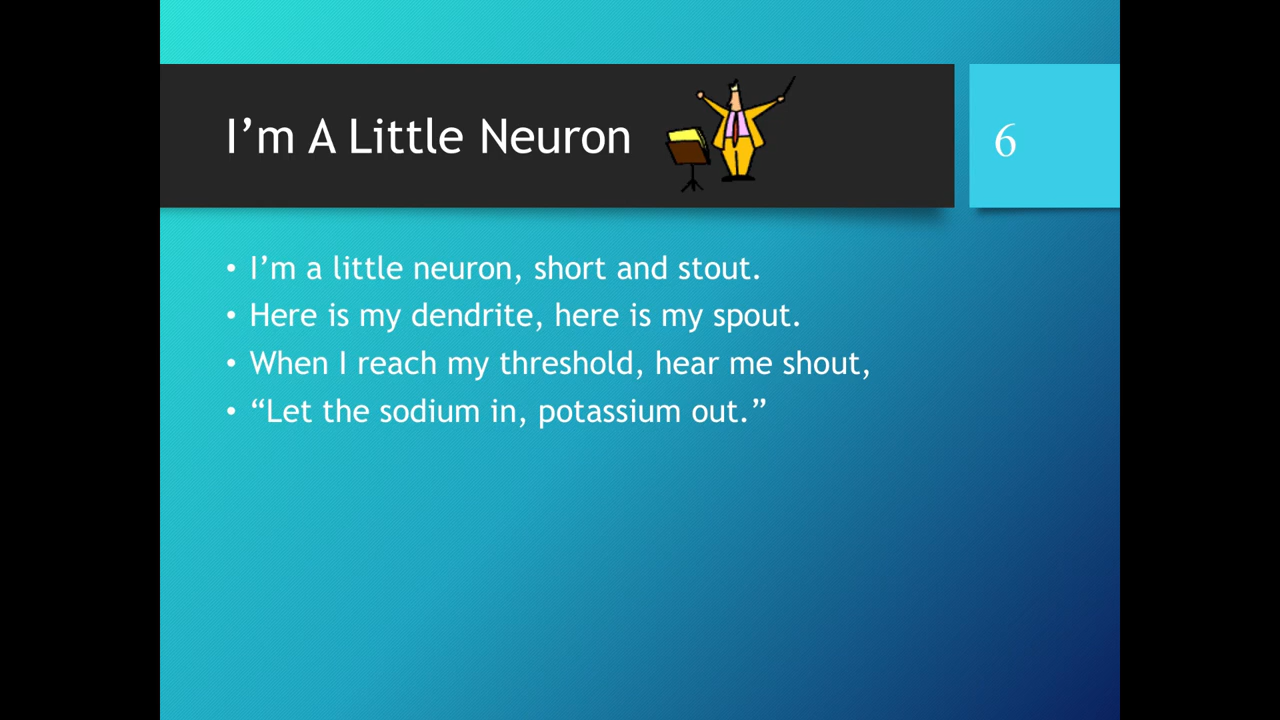 I’m A Little Neuron
6
• I’m a little neuron, short and stout.
• Here is my dendrite, here is my spout.
• When I reach my threshold, hear me shout,
• “Let the sodium in, potassium out.”